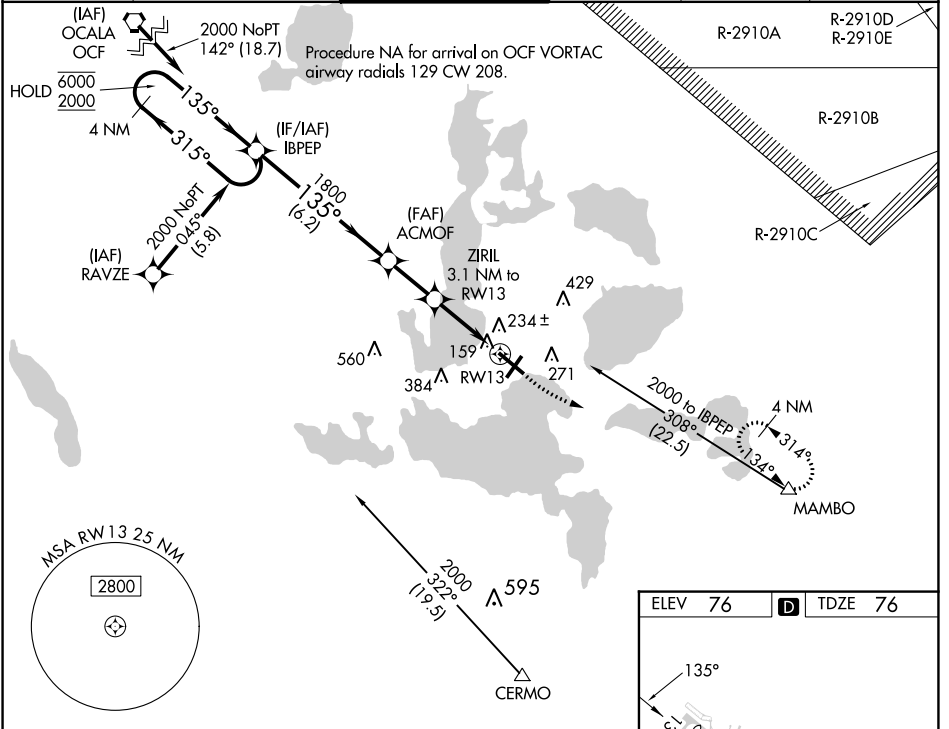 (IAF)
OCALA
OCF
2000 NoPT
142° (18.7)
Procedure NA for arrival on OCF VORTAC
airway radials 129 CW 208.
R-2910A
R-2910D
R-2910E
R-2910B
R-2910C
HOLD 6000
2000
4 NM
135°
315°
(IF/IAF)
IBPEP
2000 NoPT
045°
(5.8)
(IAF)
RAVZE
1800
135°
(6.2)
(FAF)
ACMOF
ZIRIL
3.1 NM to
RW13
429
234 ±
159
560
384
RW13
271
2000 to IBPEP
308°
(22.5)
4 NM
314°
134°
MAMBO
MSA RW13 25 NM
2800
2000
322°
(19.5)
595
CERMO
ELEV 76 D TDZE 76
135°